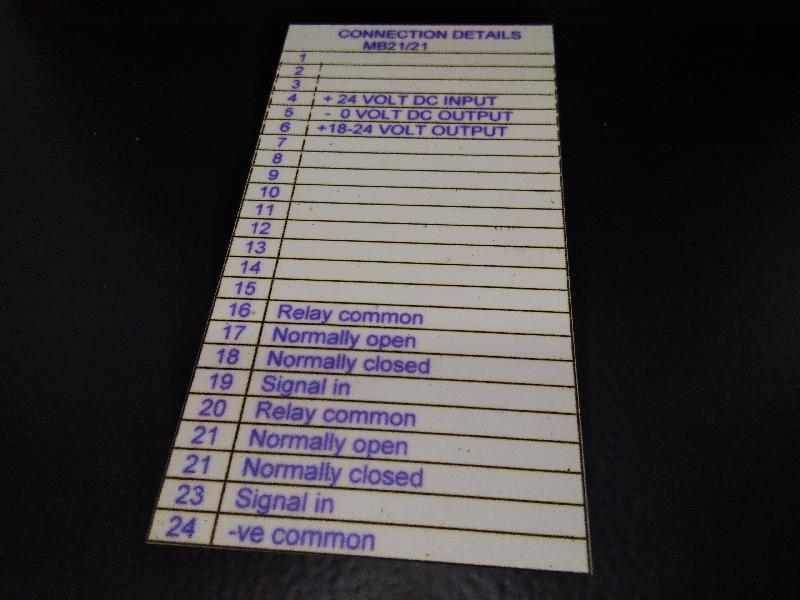 CONNECTION DETAILS
MB21/21
1
2
3
4 + 24 VOLT DC INPUT
5 - 0 VOLT DC OUTPUT
6 +18-24 VOLT OUTPUT
7
8
9
10
11
12
13
14
15
16 Relay common
17 Normally open
18 Normally closed
19 Signal in
20 Relay common
21 Normally open
21 Normally closed
23 Signal in
24 -ve common